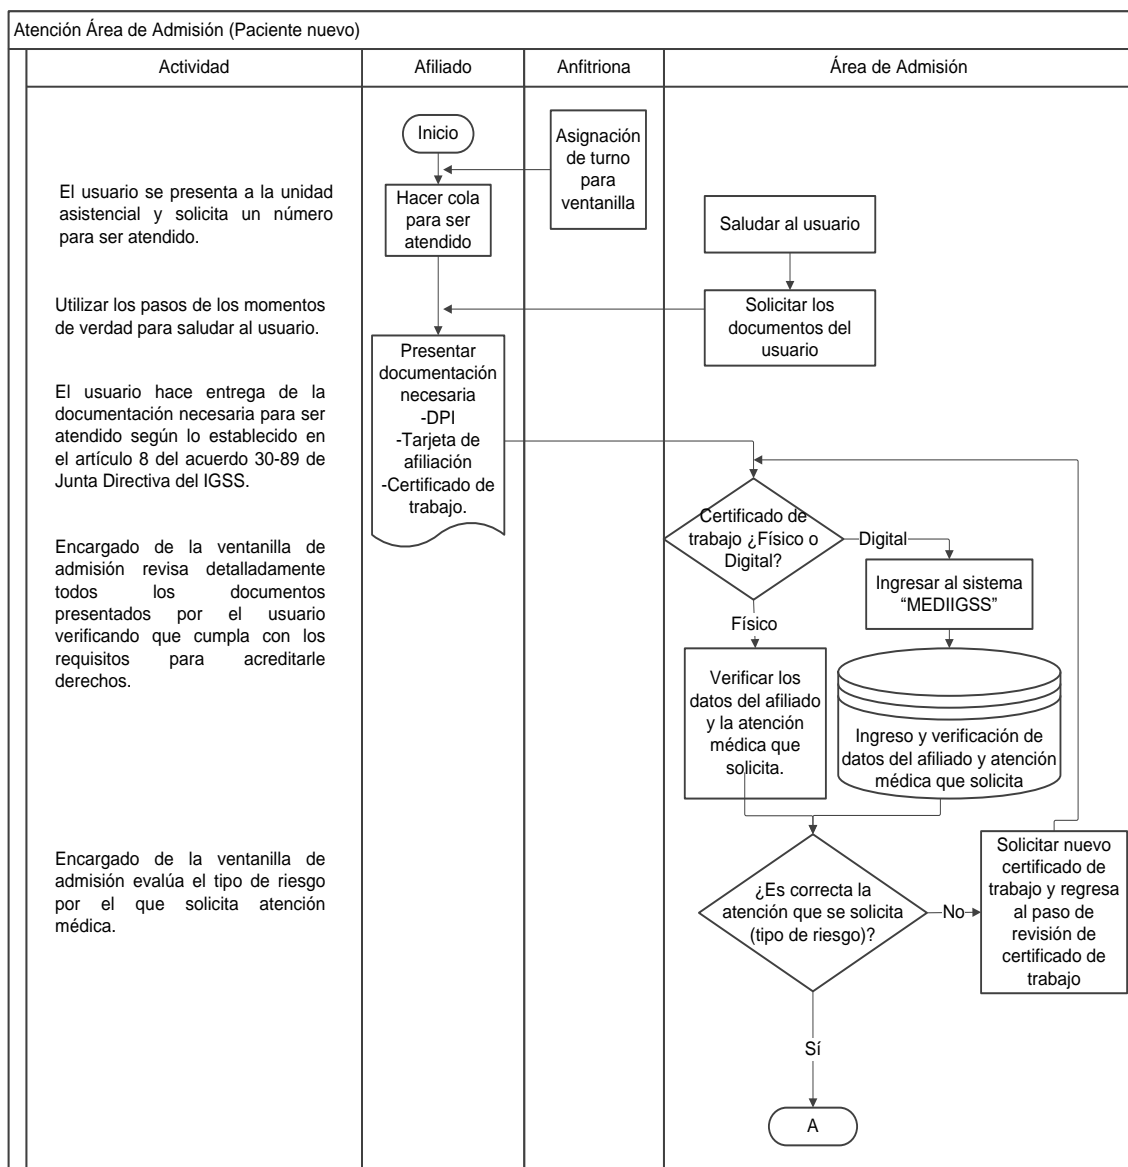 Atención Área de Admisión (Paciente nuevo)
Actividad
Afiliado
Anfitriona
Área de Admisión
El usuario se presenta a la unidad
asistencial y solicita un número
para ser atendido.
Utilizar los pasos de los momentos
de verdad para saludar al usuario.
El usuario hace entrega de la
documentación necesaria para ser
atendido según lo establecido en
el artículo 8 del acuerdo 30-89 de
Junta Directiva del IGSS.
Encargado de la ventanilla de
admisión revisa detalladamente
todos los documentos
presentados por el usuario
verificando que cumpla con los
requisitos para acreditarle
derechos.
Encargado de la ventanilla de
admisión evalúa el tipo de riesgo
por el que solicita atención
médica.
Inicio
Hacer cola
para ser
atendido
Presentar
documentación
necesaria
-DPI
-Tarjeta de
afiliación
-Certificado de
trabajo.
Asignación
de turno
para
ventanilla
Saludar al usuario
Solicitar los
documentos del
usuario
Certificado de
trabajo ¿Físico o
Digital?
Digital
Ingresar al sistema
“MEDIIGSS”
Físico
Verificar los
datos del afiliado
y la atención
médica que
solicita.
Ingreso y verificación de
datos del afiliado y atención
médica que solicita
¿Es correcta la
atención que se solicita
(tipo de riesgo)?
No
Solicitar nuevo
certificado de
trabajo y regresa
al paso de
revisión de
certificado de
trabajo
Sí
A